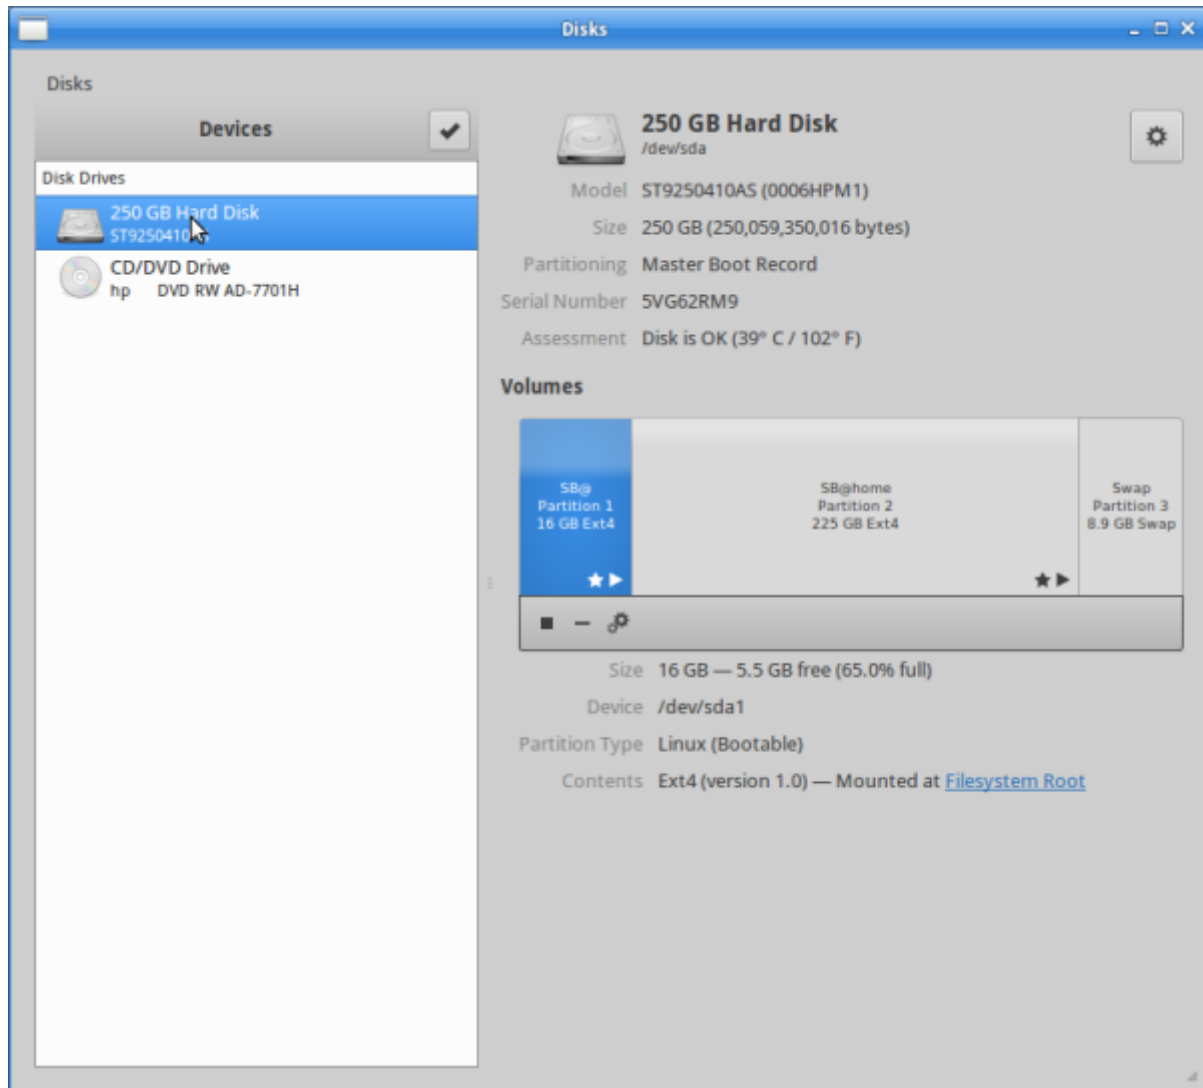 Disks
Disks
Devices
Disk Drives
250 GB Hard Disk
ST9250410
CD/DVD Drive
hp DVD RW AD-7701H
250 GB Hard Disk
/dev/sda
Model ST9250410AS (0006HPM1)
Size 250 GB (250,059,350,016 bytes)
Partitioning Master Boot Record
Serial Number 5VG62RM9
Assessment Disk is OK (39° C / 102° F)
Volumes
SB@
Partition 1
16 GB Ext4
SB@home
Partition 2
225 GB Ext4
Swap
Partition 3
8.9 GB Swap
Size 16 GB — 5.5 GB free (65.0% full)
Device /dev/sda1
Partition Type Linux (Bootable)
Contents Ext4 (version 1.0) — Mounted at Filesystem Root